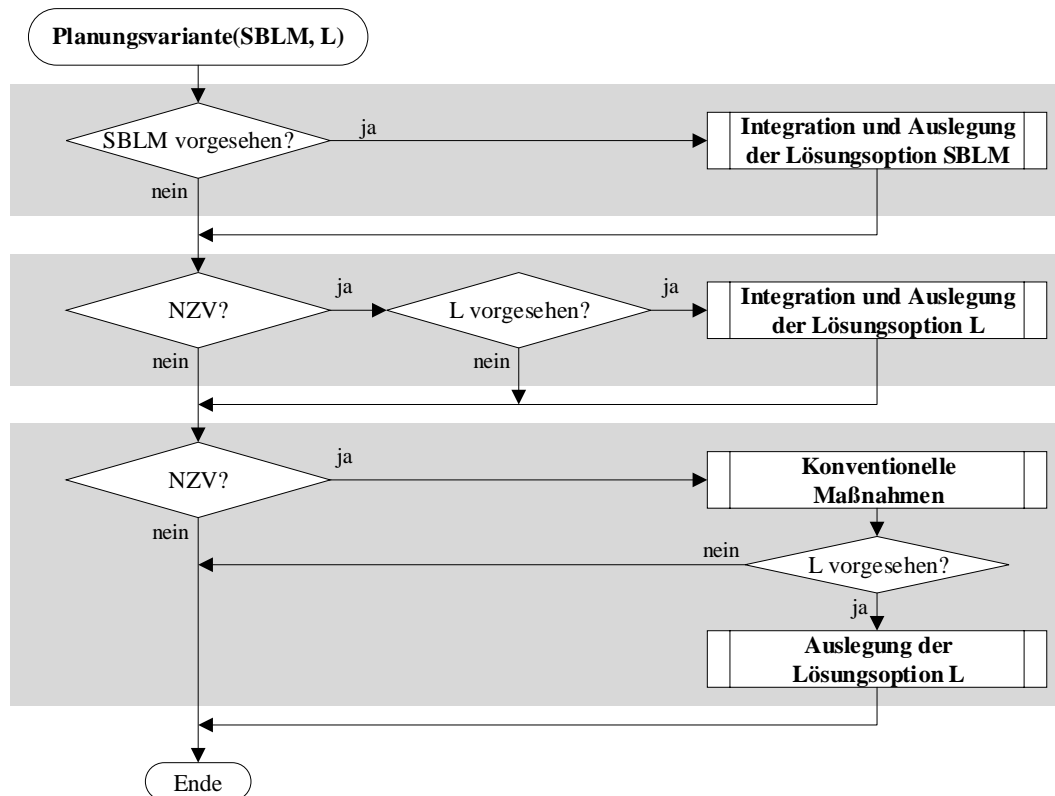 Planungsvariante(SBLM, L)
SBLM vorgesehen?
ja
Integration und Auslegung
der Lösungsoption SBLM
nein
NZV?
ja
L vorgesehen?
ja
Integration und Auslegung
der Lösungsoption L
nein
nein
NZV?
ja
Konventionelle
Maßnahmen
nein
nein
L vorgesehen?
ja
Auslegung der
Lösungsoption L
Ende